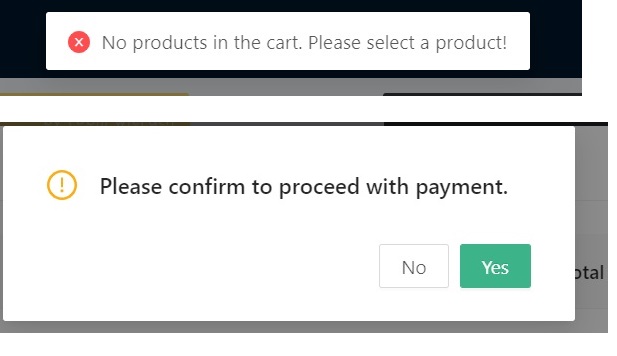 No products in the cart. Please select a product!
Please confirm to proceed with payment.
No
Yes
otal